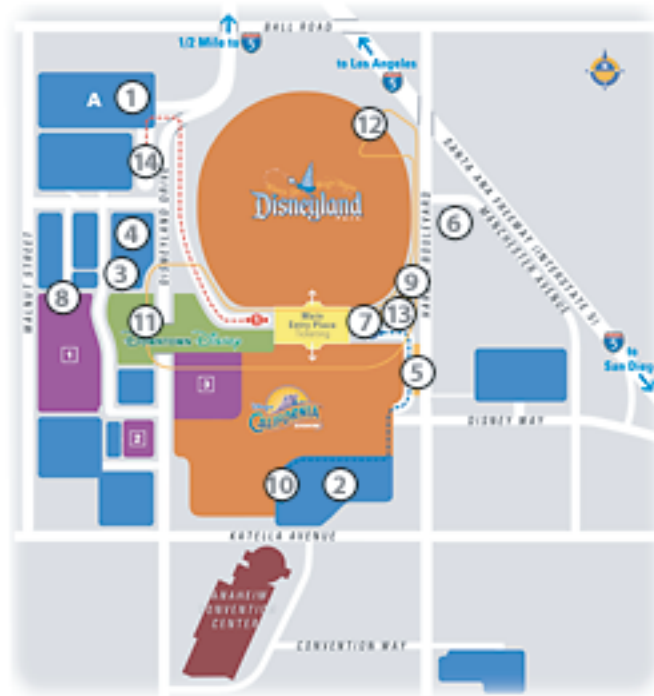 BALL ROAD
1/2 Mile to
5
to Los Angeles
5
A
1
12
14
SANTA ANA FREEWAY (INTERSTATE 5)
Disneyland
PARK
DISNEYLAND DRIVE
6
MANCHESTER AVENUE
4
WALNUT STREET
BOULEVARD
3
9
8
11
Main
Entry Plaza
7
13
5
to
San Diego
DOWNTOWN Disney
1
3
5
CALIFORNIA
DISNEY WAY
2
10
2
KATELLA AVENUE
ANAHEIM
CONVENTION
CENTER
CONVENTION WAY